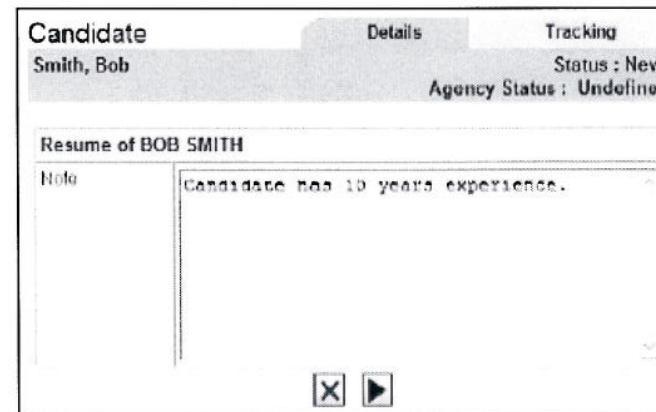 Candidate Details Tracking
Smith, Bob Status : New
Agency Status : Undefine
Resume of BOB SMITH
Note Candidate has 10 years experience.